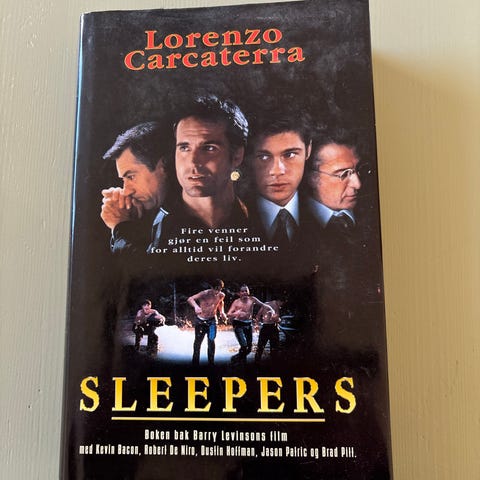 Lorenzo
Carcaterra
Fire venner
gjør en feil som
for alltid vil forandre
deres liv.
SLEEPERS
Boken bak Barry Levinsons film
med Kevin Bacon, Robert De Niro, Dustin Hoffman, Jason Patric og Brad Pitt.